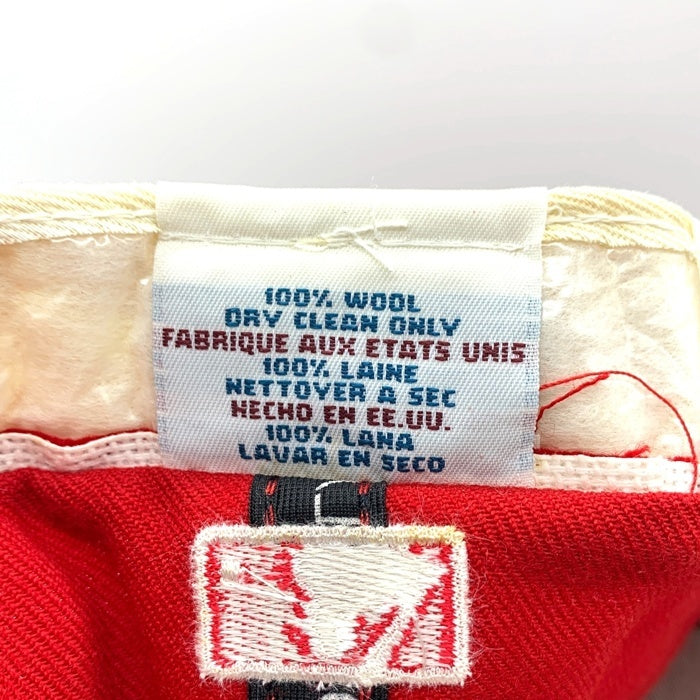 100% WOOL
DRY CLEAN ONLY
FABRIQUE AUX ETATS UNIS
100% LAINE
NETTOYER A SEC
HECHO EN EE.UU.
100% LANA
LAVAR EN SECO